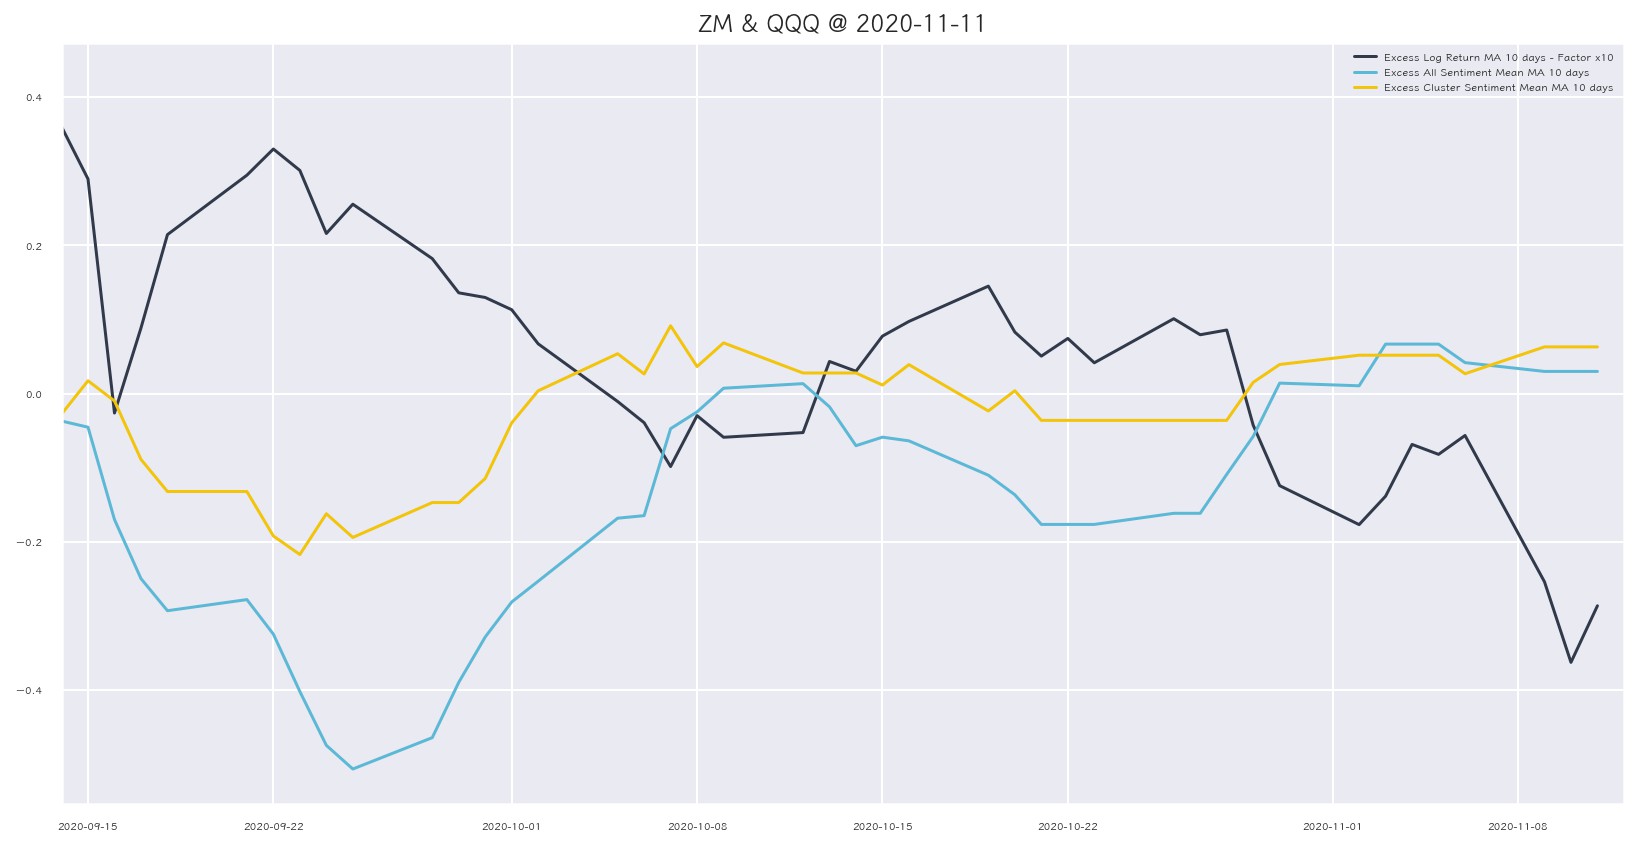 ZM & QQQ @ 2020-11-11
Excess Log Return MA 10 days - Factor x10
Excess All Sentiment Mean MA 10 days
Excess Cluster Sentiment Mean MA 10 days
0.4
0.2
0.0
−0.2
−0.4
2020-09-15 2020-09-22 2020-10-01 2020-10-08 2020-10-15 2020-10-22 2020-11-01 2020-11-08